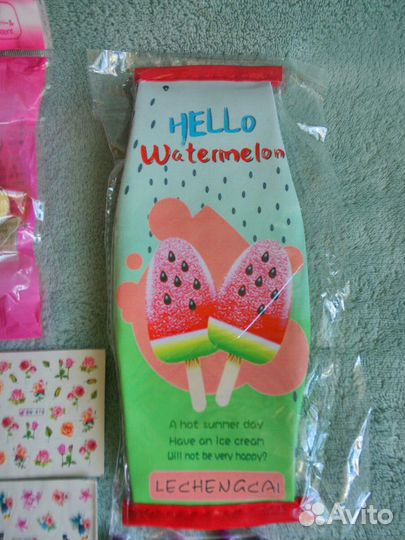 HELLO
Watermelon
A hot summer day
Have an Ice cream
Will not be very happy?
LECHENGCAI
Avito